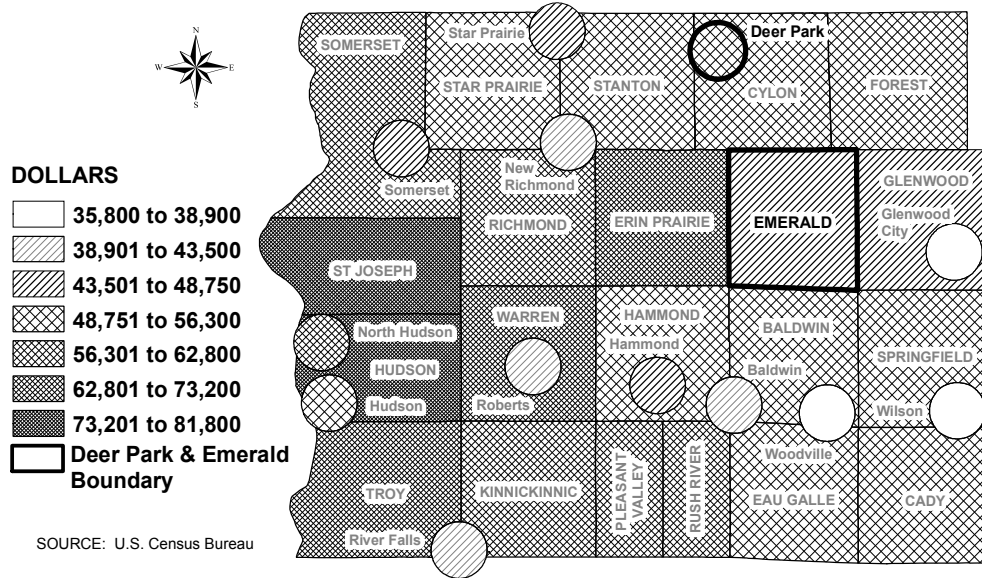 N
W E
S
DOLLARS
35,800 to 38,900
38,901 to 43,500
43,501 to 48,750
48,751 to 56,300
56,301 to 62,800
62,801 to 73,200
73,201 to 81,800
Deer Park & Emerald
Boundary
SOURCE: U.S. Census Bureau
SOMERSET
Star Prairie
Deer Park
STAR PRAIRIE
STANTON
CYLON
FOREST
Somerset
New
Richmond
RICHMOND
ERIN PRAIRIE
EMERALD
GLENWOOD
Glenwood
City
ST JOSEPH
North Hudson
HUDSON
Hudson
WARREN
Roberts
HAMMOND
Hammond
BALDWIN
Baldwin
SPRINGFIELD
Wilson
Woodville
TROY
River Falls
KINNICKINNIC
PLEASANT
VALLEY
RUSH RIVER
EAU GALLE
CADY